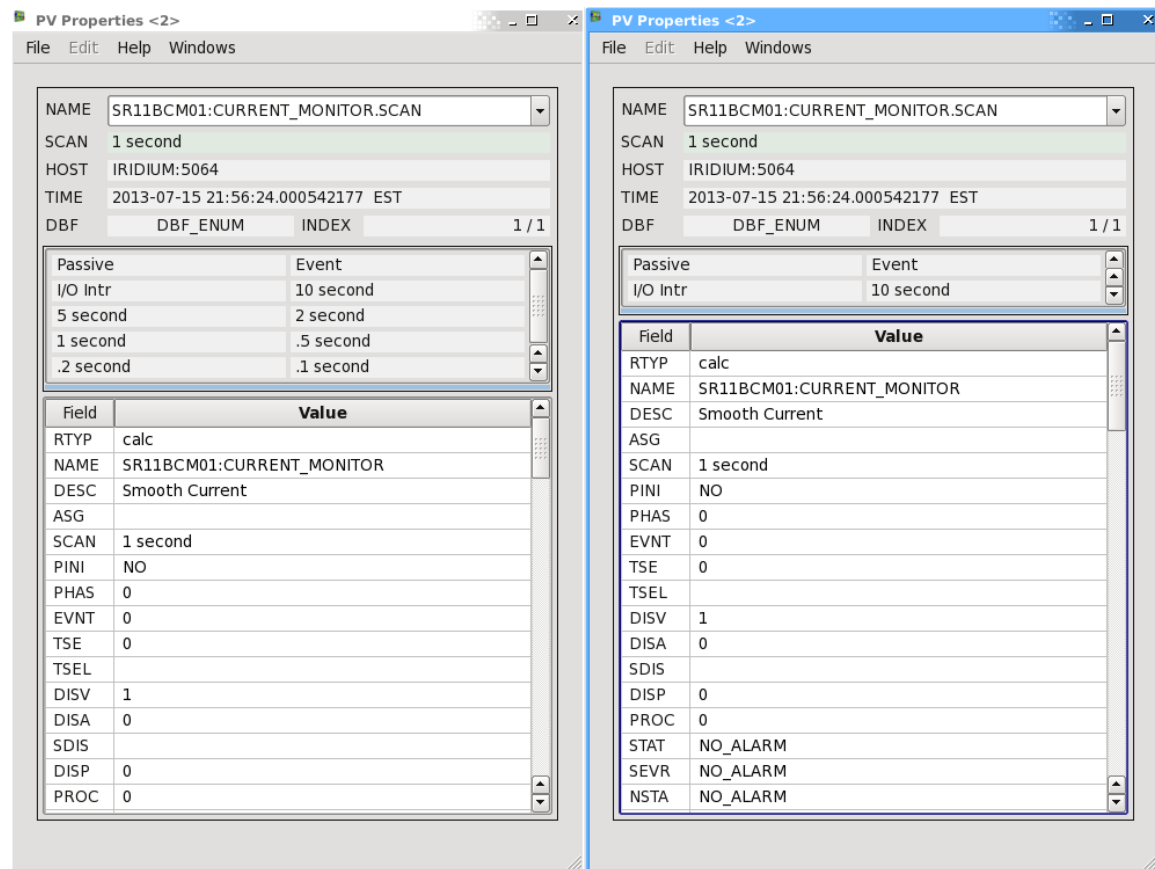 PV Properties <2>
File Edit Help Windows
NAME SR11BCM01:CURRENT_MONITOR.SCAN
SCAN 1 second
HOST IRIDIUM:5064
TIME 2013-07-15 21:56:24.000542177 EST
DBF DBF_ENUM INDEX 1 / 1
Passive Event
I/O Intr 10 second
5 second 2 second
1 second .5 second
.2 second .1 second
Field Value
RTYP calc
NAME SR11BCM01:CURRENT_MONITOR
DESC Smooth Current
ASG
SCAN 1 second
PINI NO
PHAS 0
EVNT 0
TSE 0
TSEL
DISV 1
DISA 0
SDIS
DISP 0
PROC 0
PV Properties <2>
File Edit Help Windows
NAME SR11BCM01:CURRENT_MONITOR.SCAN
SCAN 1 second
HOST IRIDIUM:5064
TIME 2013-07-15 21:56:24.000542177 EST
DBF DBF_ENUM INDEX 1 / 1
Passive Event
I/O Intr 10 second
Field Value
RTYP calc
NAME SR11BCM01:CURRENT_MONITOR
DESC Smooth Current
ASG
SCAN 1 second
PINI NO
PHAS 0
EVNT 0
TSE 0
TSEL
DISV 1
DISA 0
SDIS
DISP 0
PROC 0
STAT NO_ALARM
SEVR NO_ALARM
NSTA NO_ALARM